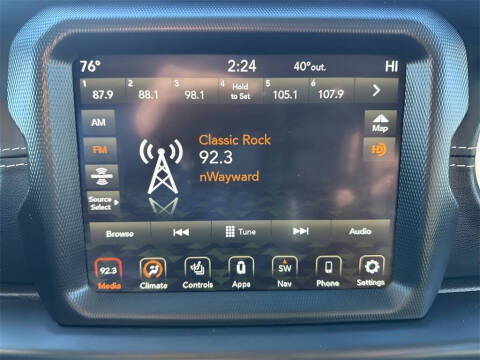 76° 2:24 40°out. HI
1 87.9 2 88.1 3 98.1 4 Hold to Set 5 105.1 6 107.9
AM
Map
Classic Rock
FM
92.3
HD
nWayward
Source Select
Browse Tune Audio
92.3 SW
Media Climate Controls Apps Nav Phone Settings